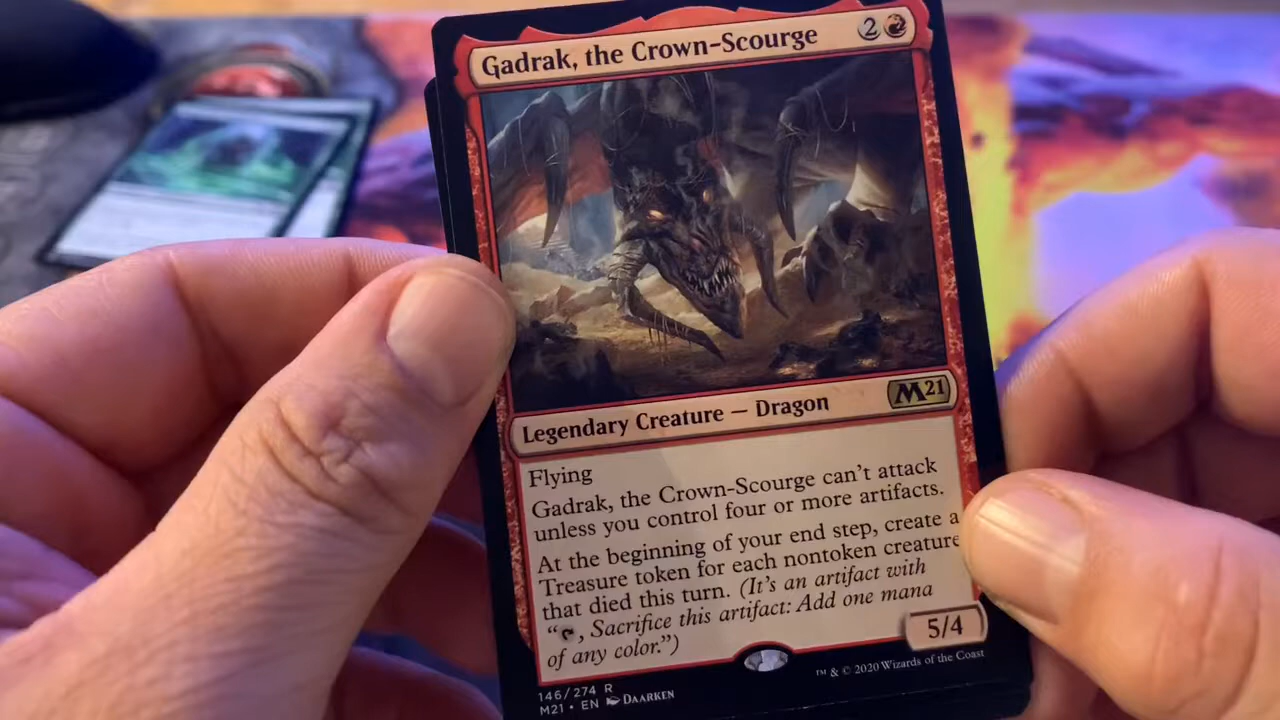 Gadrak, the Crown-Scourge 2
Legendary Creature — Dragon M21
Flying
Gadrak, the Crown-Scourge can't attack
unless you control four or more artifacts.
At the beginning of your end step, create a
Treasure token for each nontoken creature
that died this turn. (It's an artifact with
“, Sacrifice this artifact: Add one mana
of any color.”)
5/4
146/274 R
M21 • EN DAARKEN
™ & © 2020 Wizards of the Coast